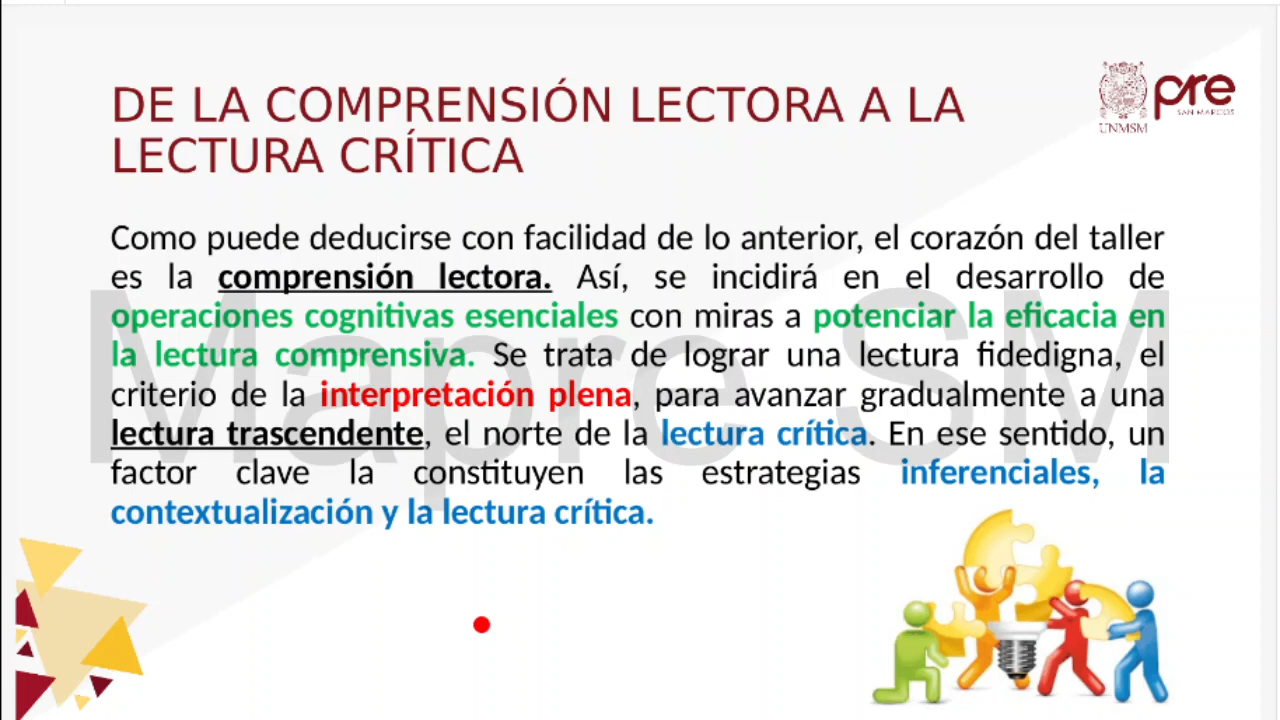 DE LA COMPRENSIÓN LECTORA A LA
LECTURA CRÍTICA
UNMSM
pre
SAN MARCOS
Como puede deducirse con facilidad de lo anterior, el corazón del taller
es la comprensión lectora. Así, se incidirá en el desarrollo de
operaciones cognitivas esenciales con miras a potenciar la eficacia en
la lectura comprensiva. Se trata de lograr una lectura fidedigna, el
criterio de la interpretación plena, para avanzar gradualmente a una
lectura trascendente, el norte de la lectura crítica. En ese sentido, un
factor clave la constituyen las estrategias inferenciales, la
contextualización y la lectura crítica.
Mapre SM